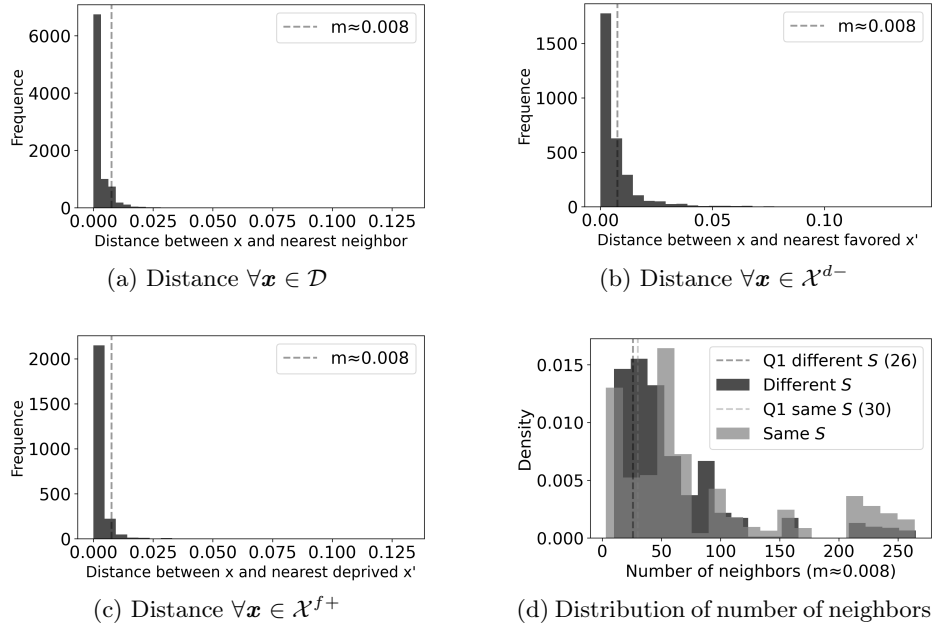 m≈0.008
6000
4000
2000
0
Frequence
0.000 0.025 0.050 0.075 0.100 0.125
Distance between x and nearest neighbor
(a) Distance ∀x ∈ D
m≈0.008
1500
1000
500
0
Frequence
0.00 0.05 0.10
Distance between x and nearest favored x'
(b) Distance ∀x ∈ X^{d−}
m≈0.008
2000
1500
1000
500
0
Frequence
0.000 0.025 0.050 0.075 0.100 0.125
Distance between x and nearest deprived x'
(c) Distance ∀x ∈ X^{f+}
Q1 different S (26)
Different S
Q1 same S (30)
Same S
0.015
0.010
0.005
0.000
Density
0 50 100 150 200 250
Number of neighbors (m≈0.008)
(d) Distribution of number of neighbors